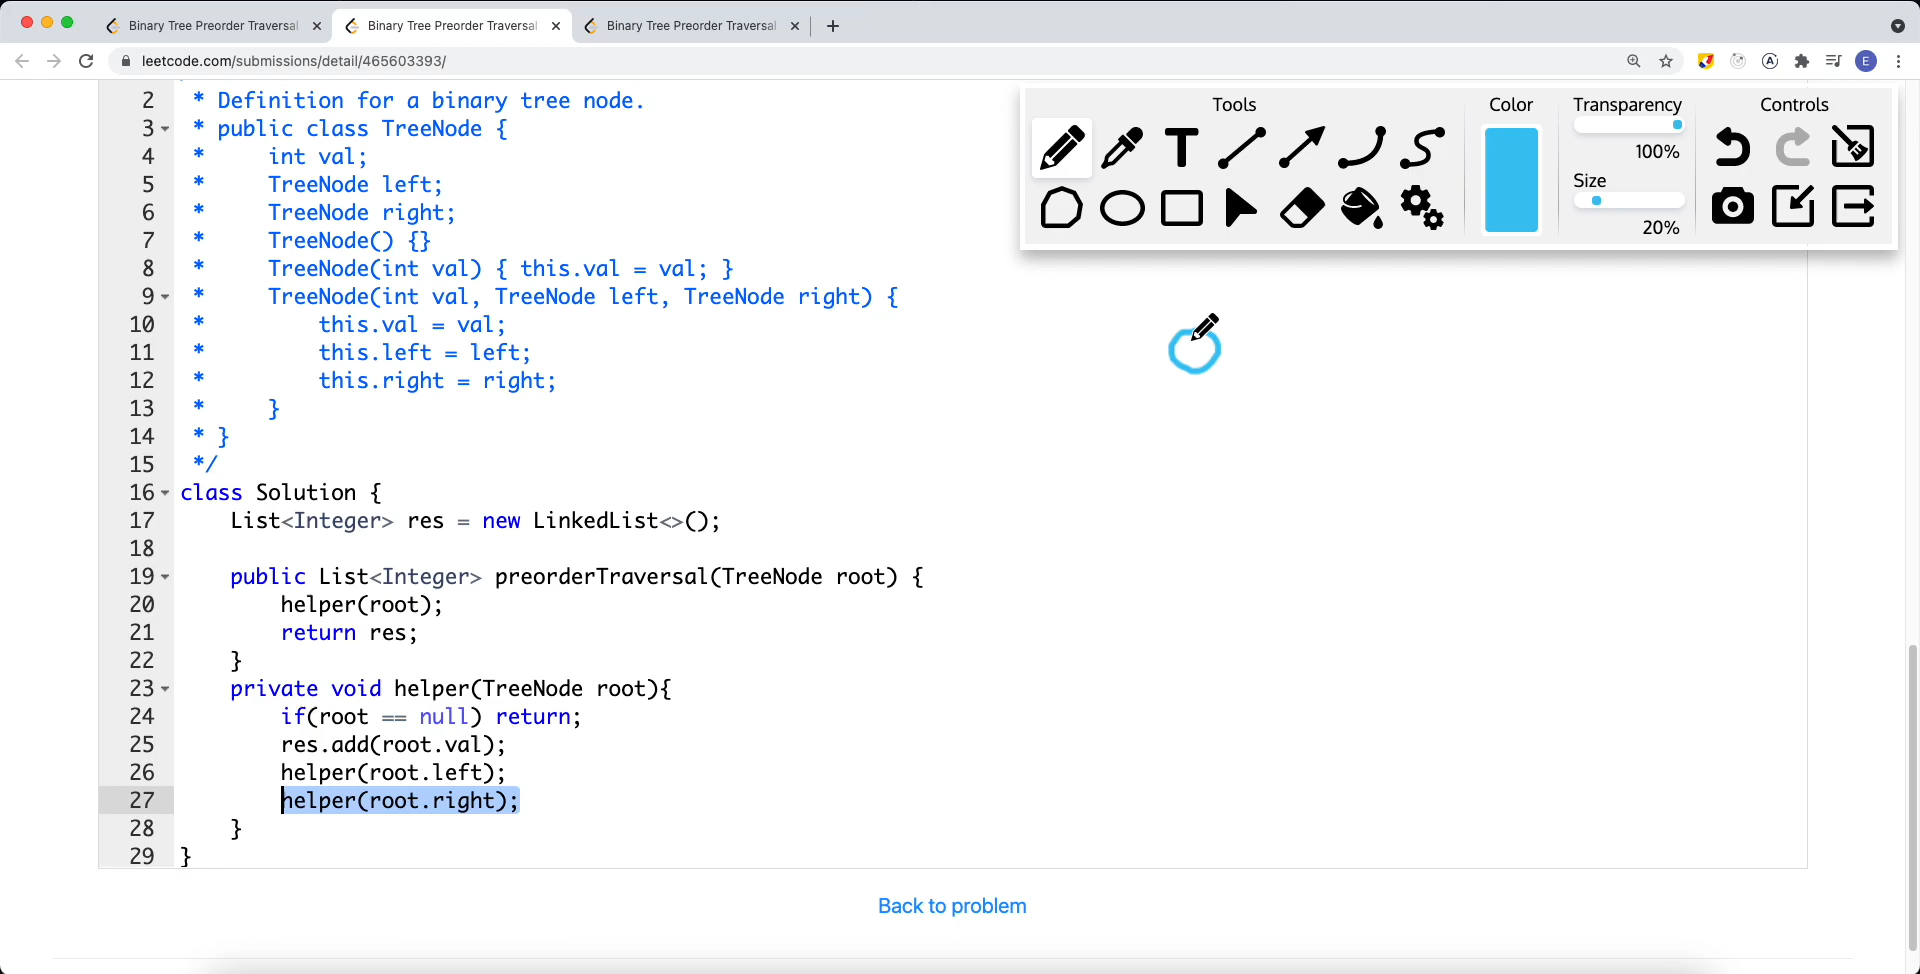 Binary Tree Preorder Traversal
Binary Tree Preorder Traversal
Binary Tree Preorder Traversal
leetcode.com/submissions/detail/465603393/
E
Tools
Color
Transparency
100%
Size
20%
Controls
2 * Definition for a binary tree node.
3 * public class TreeNode {
4 * int val;
5 * TreeNode left;
6 * TreeNode right;
7 * TreeNode() {}
8 * TreeNode(int val) { this.val = val; }
9 * TreeNode(int val, TreeNode left, TreeNode right) {
10 * this.val = val;
11 * this.left = left;
12 * this.right = right;
13 * }
14 * }
15 */
16 class Solution {
17 List<Integer> res = new LinkedList<>();
18
19 public List<Integer> preorderTraversal(TreeNode root) {
20 helper(root);
21 return res;
22 }
23 private void helper(TreeNode root){
24 if(root == null) return;
25 res.add(root.val);
26 helper(root.left);
27 helper(root.right);
28 }
29 }
Back to problem